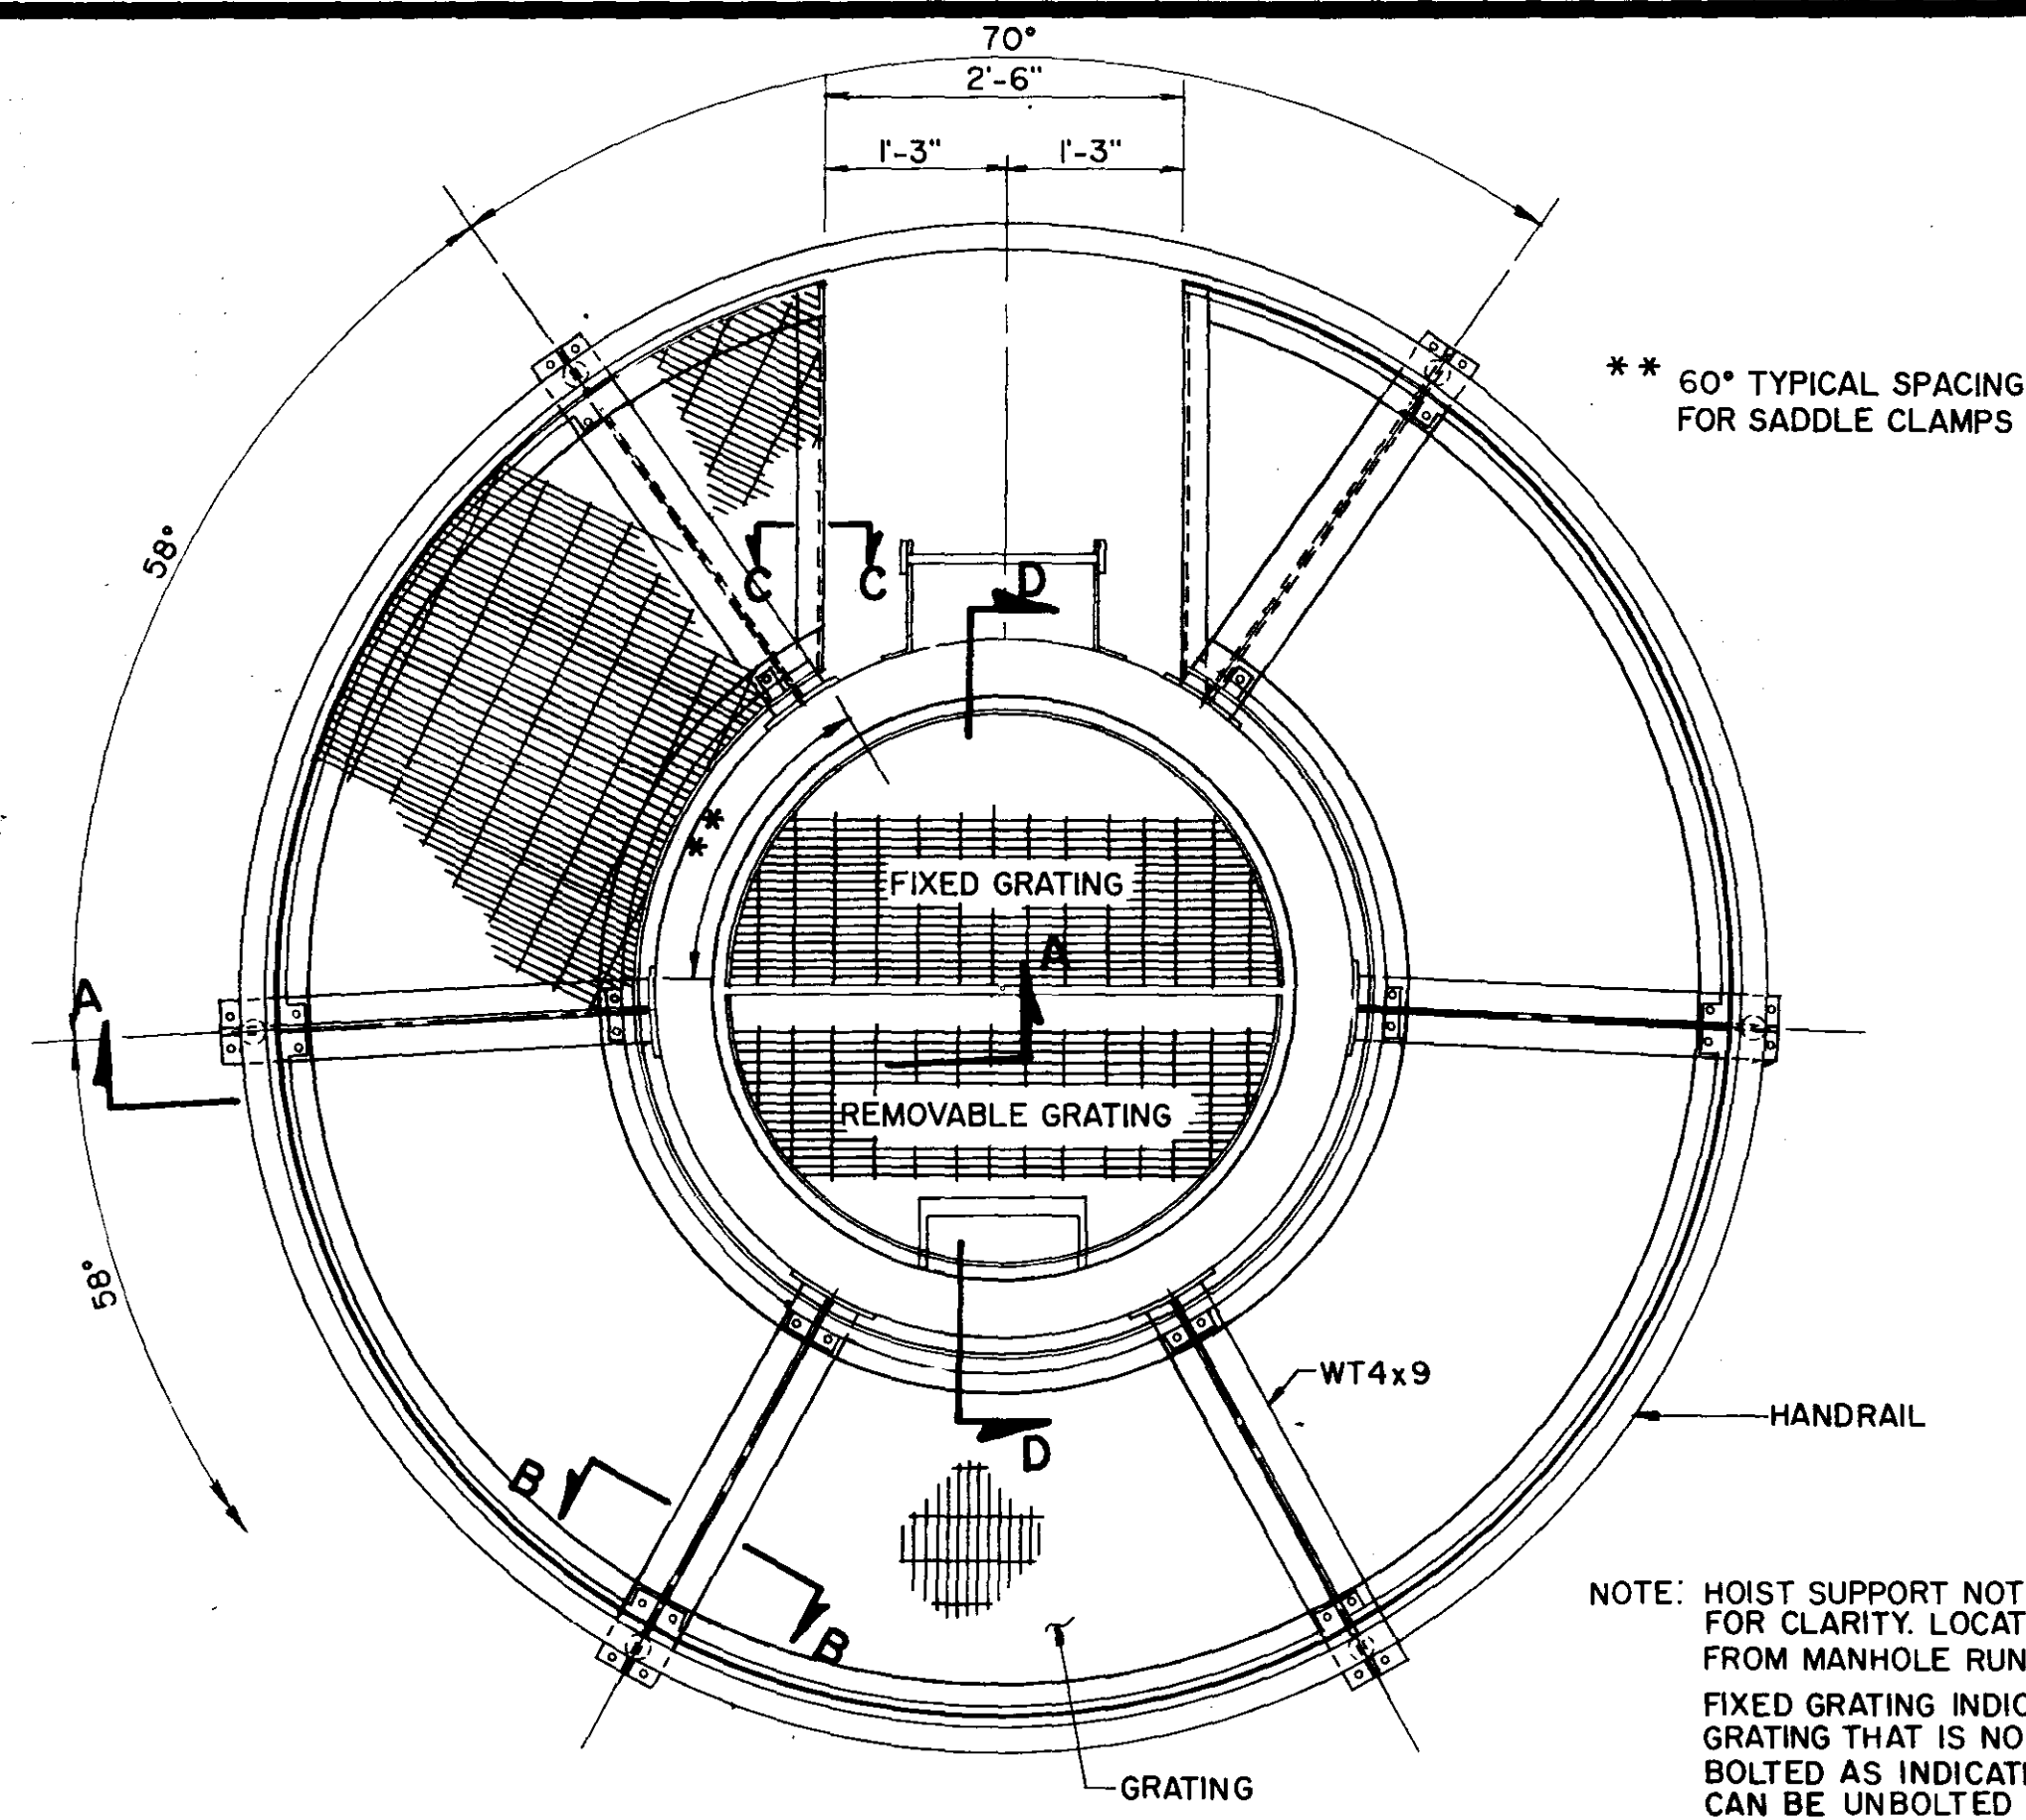 70°
2'-6"
1'-3" 1'-3"
* * 60° TYPICAL SPACING
FOR SADDLE CLAMPS
58°
C C D
* *
FIXED GRATING
A
A
REMOVABLE GRATING
58°
WT4x9
HANDRAIL
D
B
B
NOTE: HOIST SUPPORT NOT
FOR CLARITY. LOCAT
FROM MANHOLE RUN
FIXED GRATING INDIC
GRATING THAT IS NO
BOLTED AS INDICAT
CAN BE UNBOLTED
GRATING